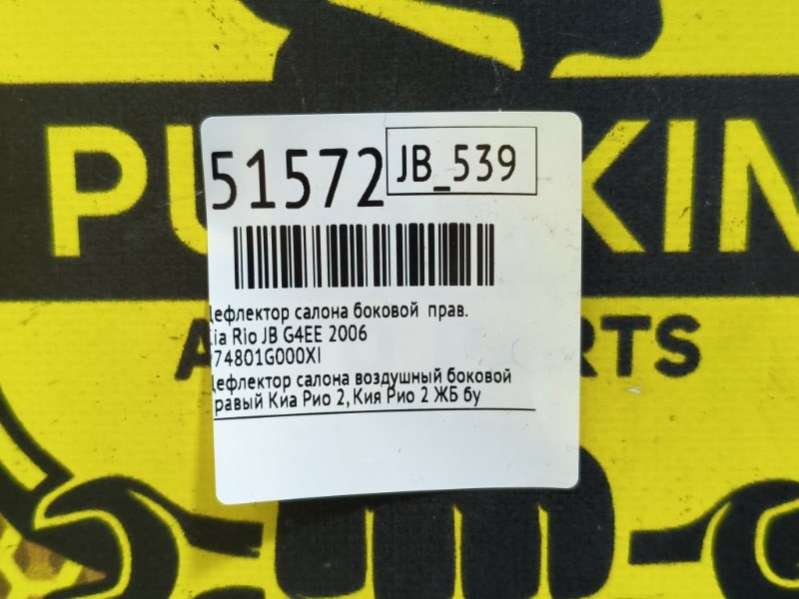 PU KIN
A RTS
51572
JB_539
ефлектор салона боковой прав.
ia Rio JB G4EE 2006
74801G000XI
ефлектор салона воздушный боковой
равый Киа Рио 2, Кия Рио 2 ЖБ бу